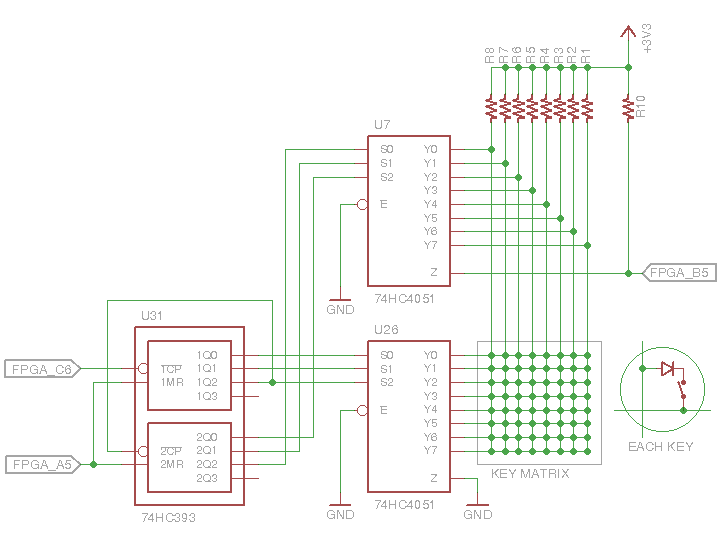 +3V3
R8 R7 R6 R5 R4 R3 R2 R1
R10
U7
S0 Y0
S1 Y1
S2 Y2
Y3
E Y4
Y5
Y6
Y7
Z
FPGA_B5
74HC4051
GND
U31
U26
1Q0
1CP 1Q1
1MR 1Q2
1Q3
FPGA_C6
2Q0
2CP 2Q1
2MR 2Q2
2Q3
FPGA_A5
74HC393
S0 Y0
S1 Y1
S2 Y2
Y3
E Y4
Y5
Y6
Y7
Z
74HC4051
GND
GND
KEY MATRIX
EACH KEY